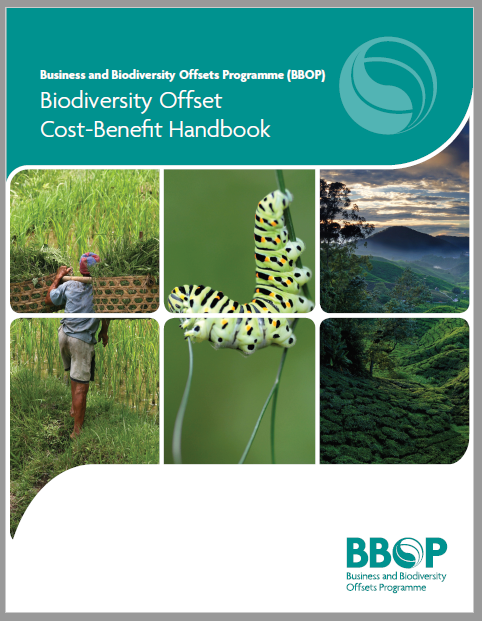 Business and Biodiversity Offsets Programme (BBOP)
Biodiversity Offset
Cost-Benefit Handbook
BBOP
Business and Biodiversity
Offsets Programme